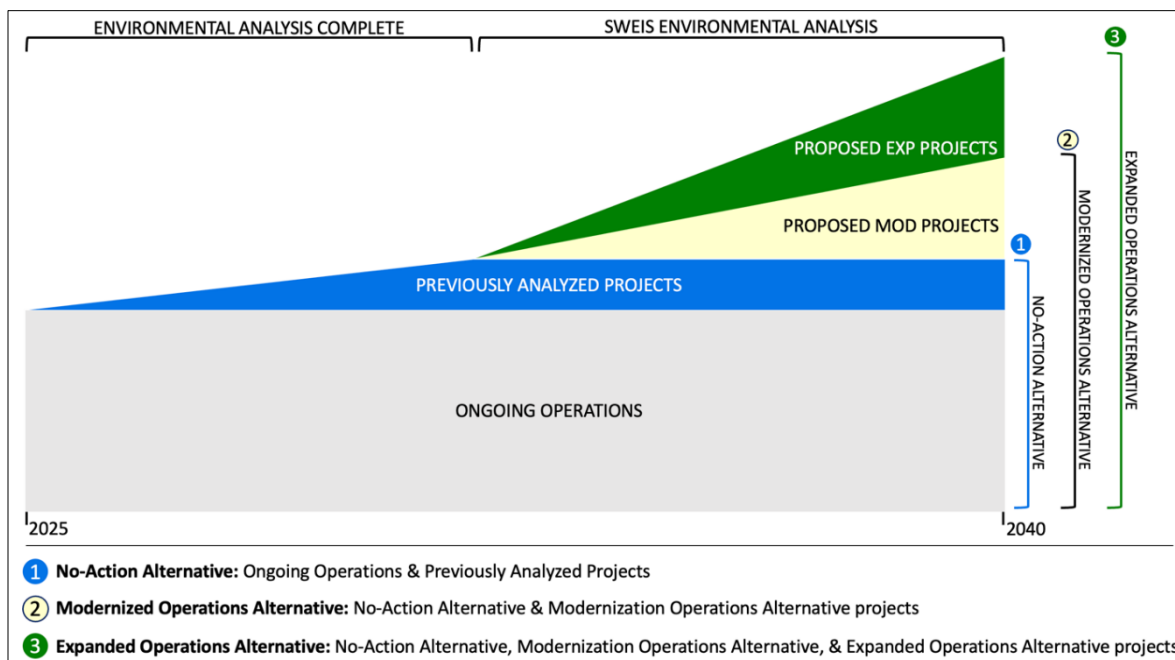 ENVIRONMENTAL ANALYSIS COMPLETE
SWEIS ENVIRONMENTAL ANALYSIS
3
PROPOSED EXP PROJECTS
2
PROPOSED MOD PROJECTS
1
PREVIOUSLY ANALYZED PROJECTS
ONGOING OPERATIONS
NO-ACTION ALTERNATIVE
MODERNIZED OPERATIONS ALTERNATIVE
EXPANDED OPERATIONS ALTERNATIVE
2025
2040
1 No-Action Alternative: Ongoing Operations & Previously Analyzed Projects
2 Modernized Operations Alternative: No-Action Alternative & Modernization Operations Alternative projects
3 Expanded Operations Alternative: No-Action Alternative, Modernization Operations Alternative, & Expanded Operations Alternative projects